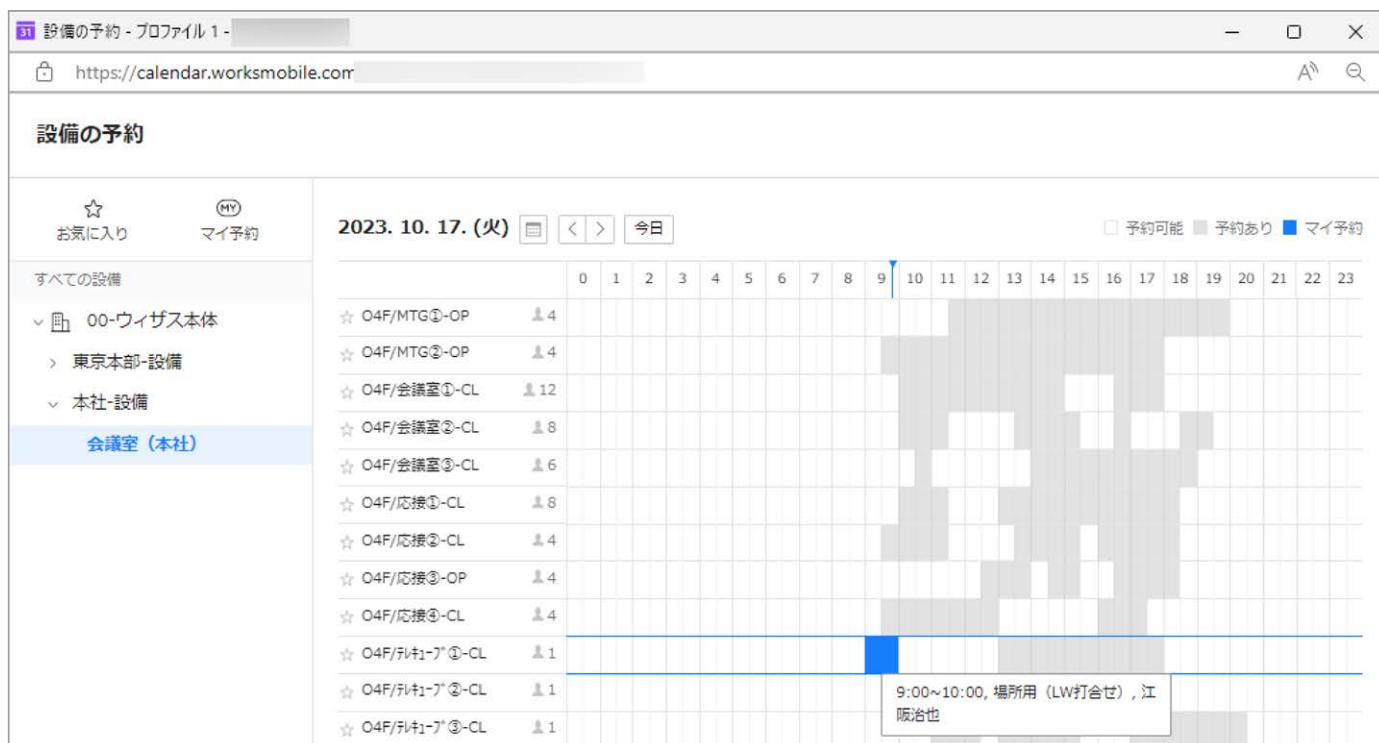 31 設備の予約 - プロファイル 1 -
https://calendar.worksmobile.com
設備の予約
お気に入り マイ予約
すべての設備
00-ウィザス本体
東京本部-設備
本社-設備
会議室（本社）
2023. 10. 17. (火) 今日
予約可能 予約あり マイ予約
0 1 2 3 4 5 6 7 8 9 10 11 12 13 14 15 16 17 18 19 20 21 22 23
O4F/MTG①-OP 4
O4F/MTG②-OP 4
O4F/会議室①-CL 12
O4F/会議室②-CL 8
O4F/会議室③-CL 6
O4F/応接①-CL 8
O4F/応接②-CL 4
O4F/応接③-OP 4
O4F/応接④-CL 4
O4F/ﾃﾚｷｭｰﾌﾞ①-CL 1
O4F/ﾃﾚｷｭｰﾌﾞ②-CL 1
O4F/ﾃﾚｷｭｰﾌﾞ③-CL 1
9:00~10:00, 場所用（LW打合せ）, 江
阪治也